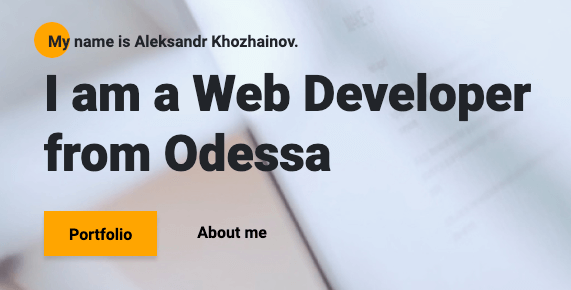 My name is Aleksandr Khozhainov.
I am a Web Developer
from Odessa
Portfolio
About me